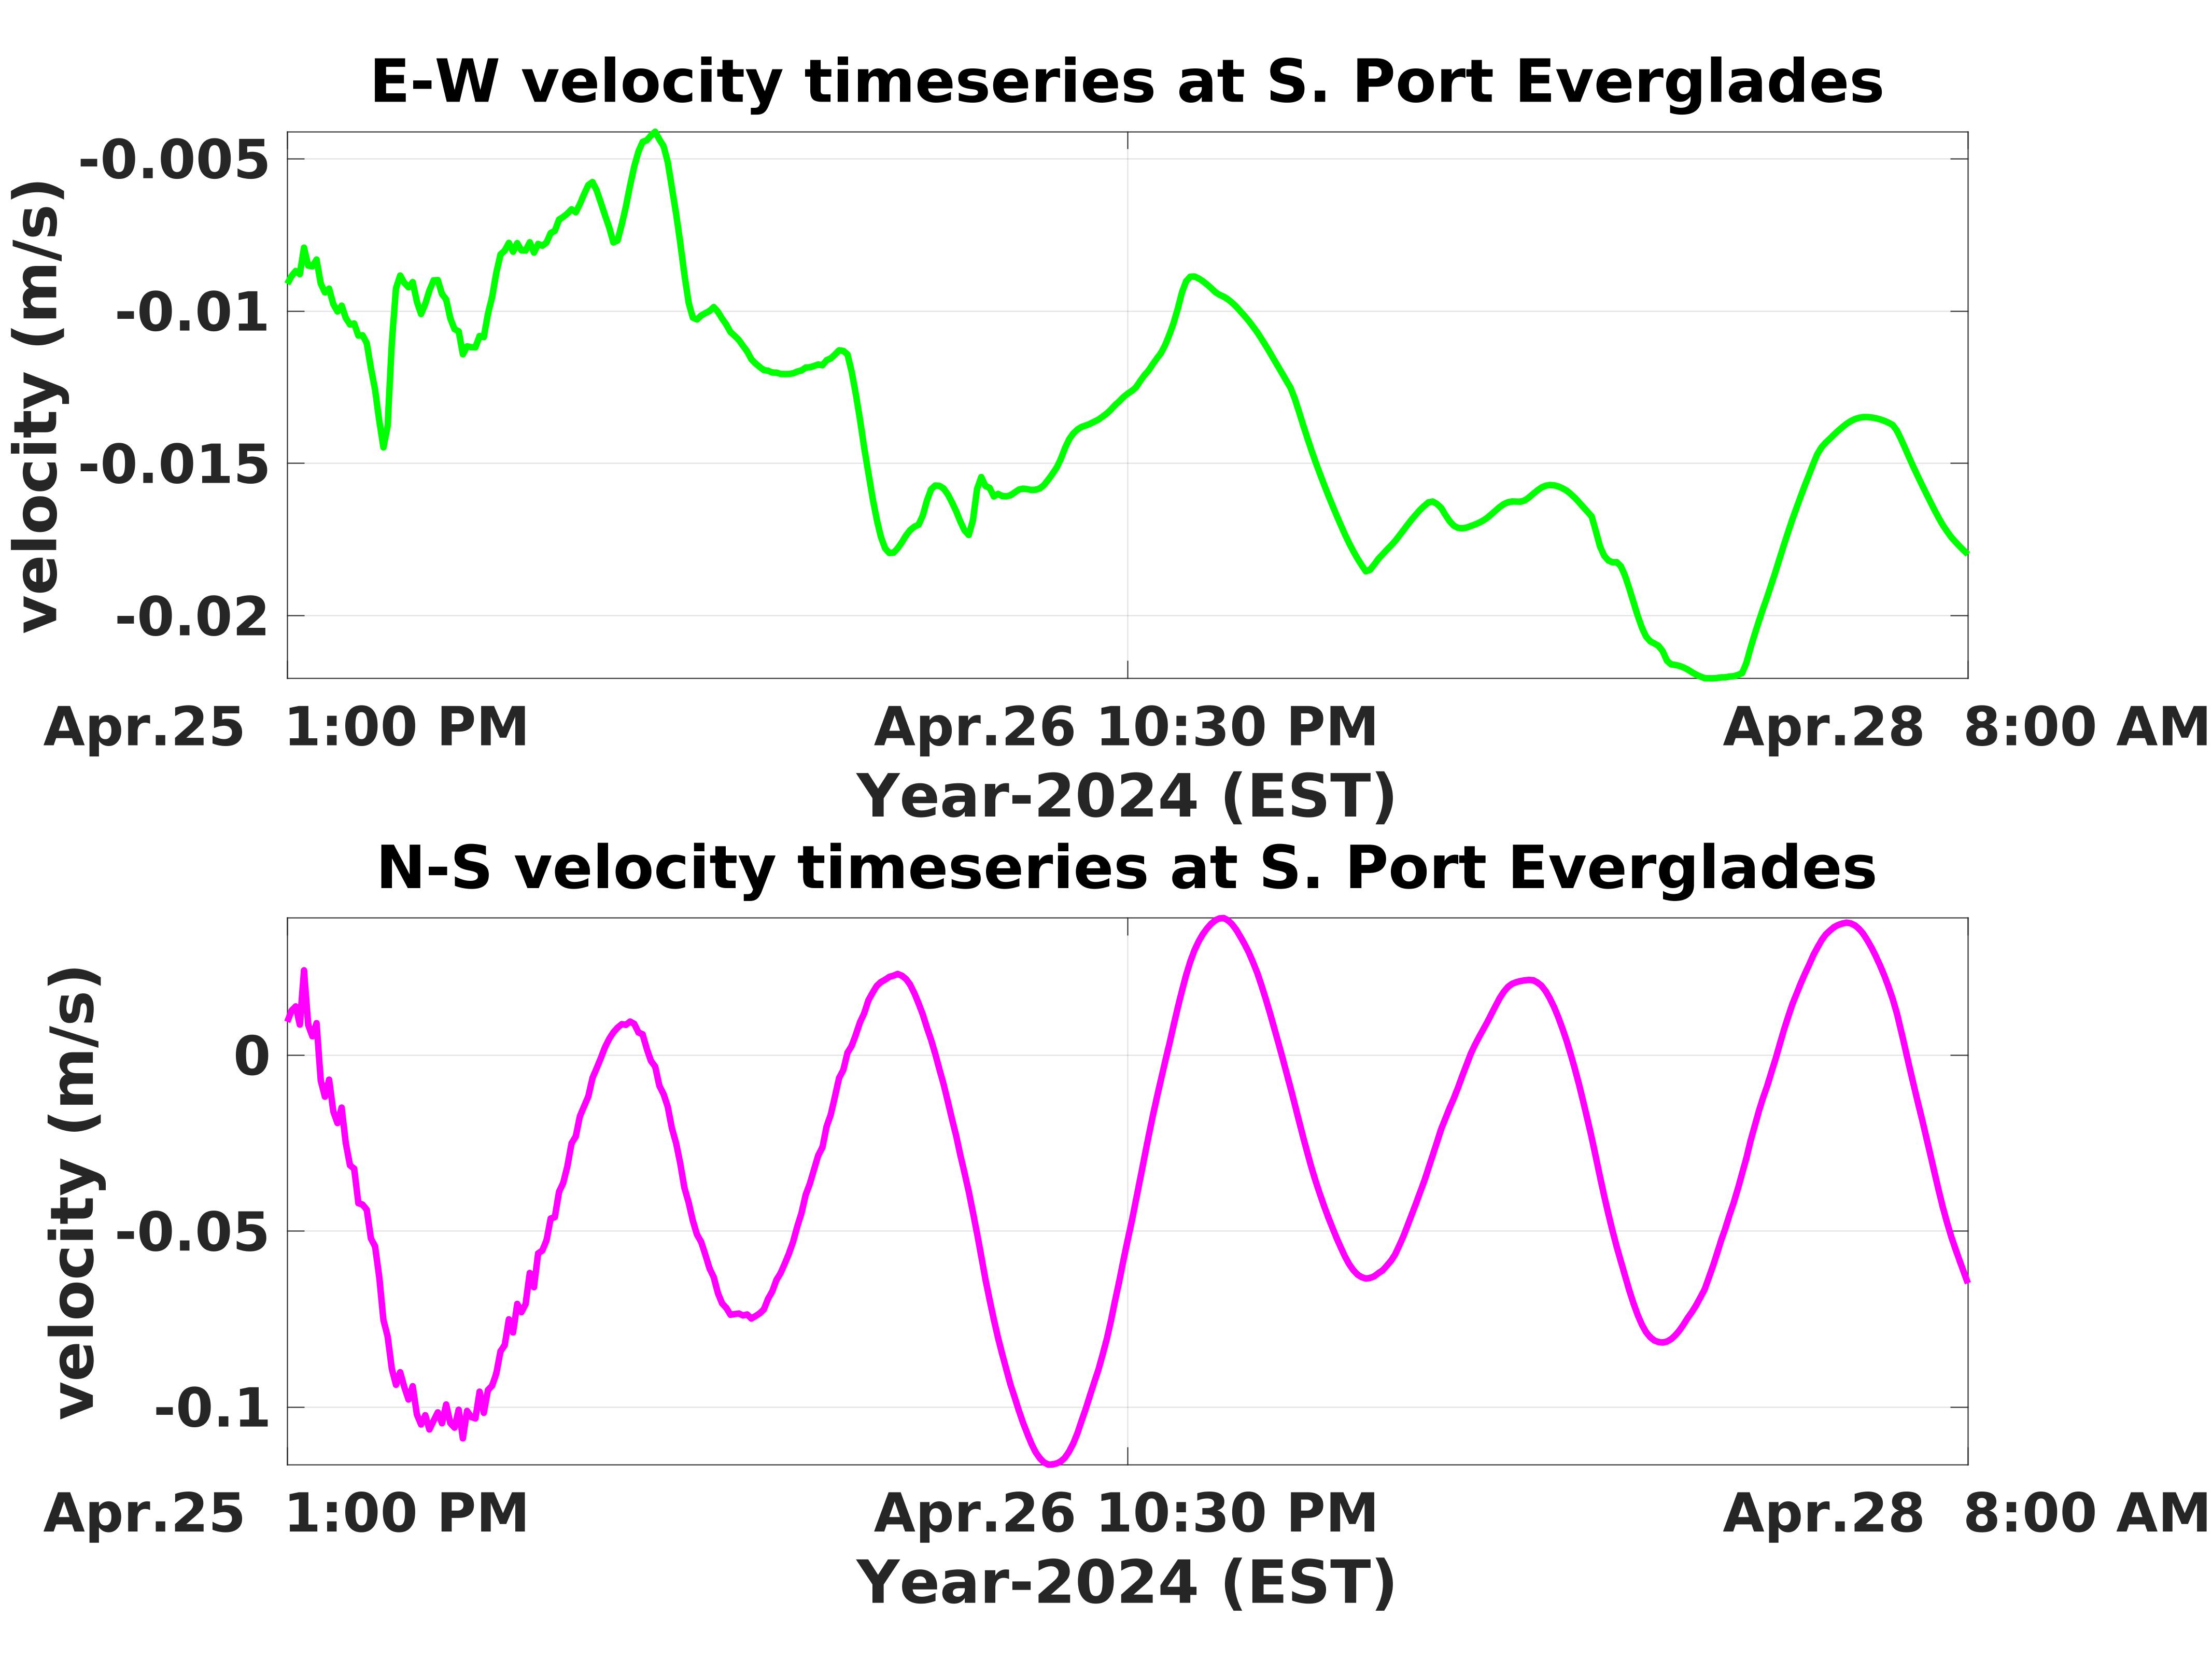 E-W velocity timeseries at S. Port Everglades
velocity (m/s)
-0.005
-0.01
-0.015
-0.02
Apr.25  1:00 PM
Apr.26 10:30 PM
Apr.28  8:00 AM
Year-2024 (EST)
N-S velocity timeseries at S. Port Everglades
velocity (m/s)
0
-0.05
-0.1
Apr.25  1:00 PM
Apr.26 10:30 PM
Apr.28  8:00 AM
Year-2024 (EST)